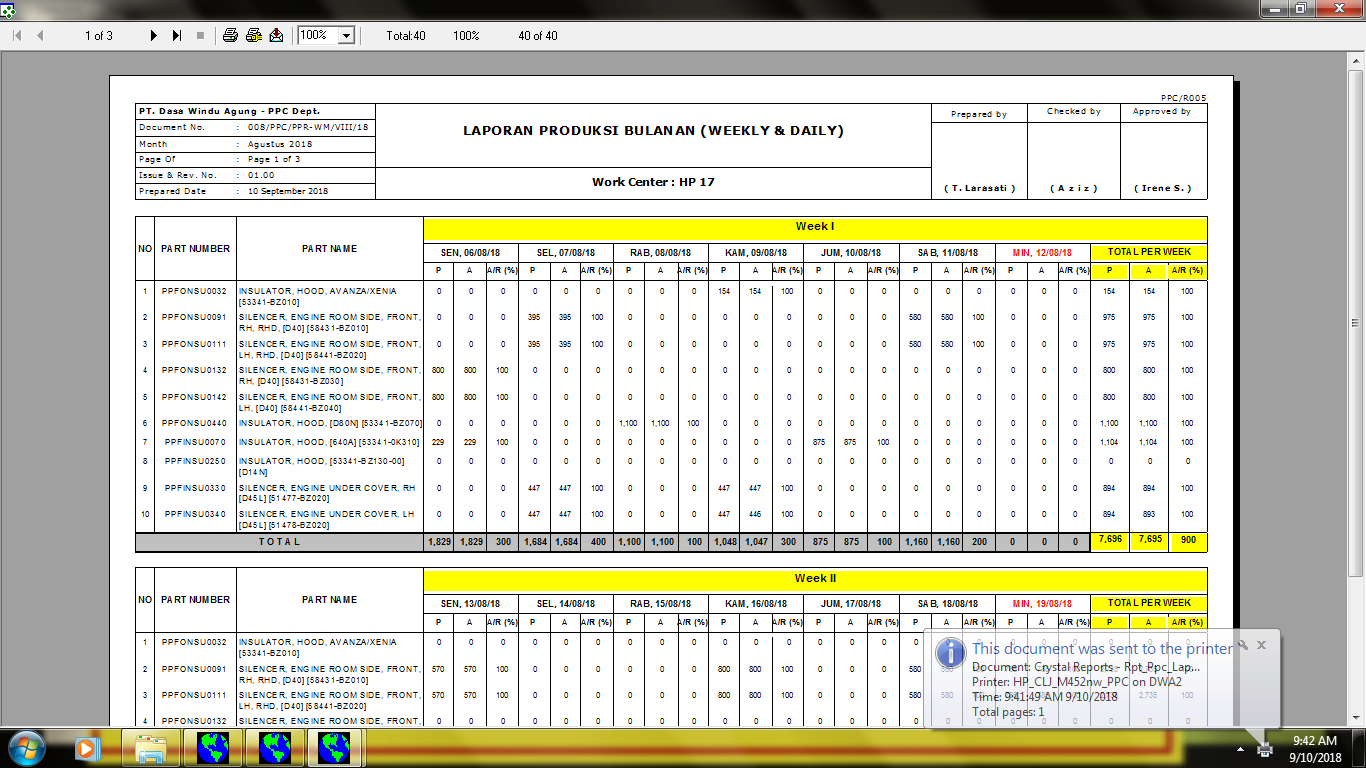 1 of 3 100% Total:40 100% 40 of 40
PPC/R005
PT. Dasa Windu Agung - PPC Dept.
Document No. : 008/PPC/PPR-WM/VIII/18
Month : Agustus 2018
Page Of : Page 1 of 3
Issue & Rev. No. : 01.00
Prepared Date : 10 September 2018
LAPORAN PRODUKSI BULANAN (WEEKLY & DAILY)
Work Center : HP 17
Prepared by Checked by Approved by
( T. Larasati ) ( A z i z ) ( Irene S. )
Week I
NO PART NUMBER PART NAME SEN, 06/08/18 SEL, 07/08/18 RAB, 08/08/18 KAM, 09/08/18 JUM, 10/08/18 SAB, 11/08/18 MIN, 12/08/18 TOTAL PER WEEK
P A A/R (%) P A A/R (%) P A A/R (%) P A A/R (%) P A A/R (%) P A A/R (%) P A A/R (%) P A A/R (%)
1 PPFONSU0032 INSULATOR, HOOD, AVANZA/XENIA 0 0 0 0 0 0 0 0 0 154 154 100 0 0 0 0 0 0 0 0 0 154 154 100
[53341-BZ010]
2 PPFONSU0091 SILENCER, ENGINE ROOM SIDE, FRONT, 0 0 0 395 395 100 0 0 0 0 0 0 0 0 0 580 580 100 0 0 0 975 975 100
RH, RHD, [D40] [58431-BZ010]
3 PPFONSU0111 SILENCER, ENGINE ROOM SIDE, FRONT, 0 0 0 395 395 100 0 0 0 0 0 0 0 0 0 580 580 100 0 0 0 975 975 100
LH, RHD, [D40] [58441-BZ020]
4 PPFONSU0132 SILENCER, ENGINE ROOM SIDE, FRONT, 800 800 100 0 0 0 0 0 0 0 0 0 0 0 0 0 0 0 0 0 0 800 800 100
RH, [D40] [58431-BZ030]
5 PPFONSU0142 SILENCER, ENGINE ROOM SIDE, FRONT, 800 800 100 0 0 0 0 0 0 0 0 0 0 0 0 0 0 0 0 0 0 800 800 100
LH, [D40] [58441-BZ040]
6 PPFONSU0440 INSULATOR, HOOD, [D80N] [53341-BZ070] 0 0 0 0 0 0 1,100 1,100 100 0 0 0 0 0 0 0 0 0 0 0 0 1,100 1,100 100
7 PPFINSU0070 INSULATOR, HOOD, [640A] [53341-0K310] 229 229 100 0 0 0 0 0 0 0 0 0 875 875 100 0 0 0 0 0 0 1,104 1,104 100
8 PPFINSU0250 INSULATOR, HOOD, [53341-BZ130-00] 0 0 0 0 0 0 0 0 0 0 0 0 0 0 0 0 0 0 0 0 0 0 0 0
[D14N]
9 PPFINSU0330 SILENCER, ENGINE UNDER COVER, RH 0 0 0 447 447 100 0 0 0 447 447 100 0 0 0 0 0 0 0 0 0 894 894 100
[D45L] [51477-BZ020]
10 PPFINSU0340 SILENCER, ENGINE UNDER COVER, LH 0 0 0 447 447 100 0 0 0 447 446 100 0 0 0 0 0 0 0 0 0 894 893 100
[D45L] [51478-BZ020]
T O T A L 1,829 1,829 300 1,684 1,684 400 1,100 1,100 100 1,048 1,047 300 875 875 100 1,160 1,160 200 0 0 0 7,696 7,695 900
Week II
NO PART NUMBER PART NAME SEN, 13/08/18 SEL, 14/08/18 RAB, 15/08/18 KAM, 16/08/18 JUM, 17/08/18 SAB, 18/08/18 MIN, 19/08/18 TOTAL PER WEEK
P A A/R (%) P A A/R (%) P A A/R (%) P A A/R (%) P A A/R (%) P A A/R (%) P A A/R (%) P A A/R (%)
1 PPFONSU0032 INSULATOR, HOOD, AVANZA/XENIA 0 0 0 0 0 0 0 0 0 0 0 0 0 0 0 0
[53341-BZ010]
2 PPFONSU0091 SILENCER, ENGINE ROOM SIDE, FRONT, 570 570 100 0 0 0 0 0 0 800 800 100 0 0 0 580
RH, RHD, [D40] [58431-BZ010]
3 PPFONSU0111 SILENCER, ENGINE ROOM SIDE, FRONT, 570 570 100 0 0 0 0 0 0 800 800 100 0 0 0 580 2,735 100
LH, RHD, [D40] [58441-BZ020]
4 PPFONSU0132 SILENCER, ENGINE ROOM SIDE, FRONT, 0 0 0 0 0 0 0 0 0 0 0 0 0 0 0 0
This document was sent to the printer
Document: Crystal Reports - Rpt_Ppc_Lap...
Printer: HP_CLJ_M452nw_PPC on DWA2
Time: 9:41:49 AM 9/10/2018
Total pages: 1
9:42 AM
9/10/2018